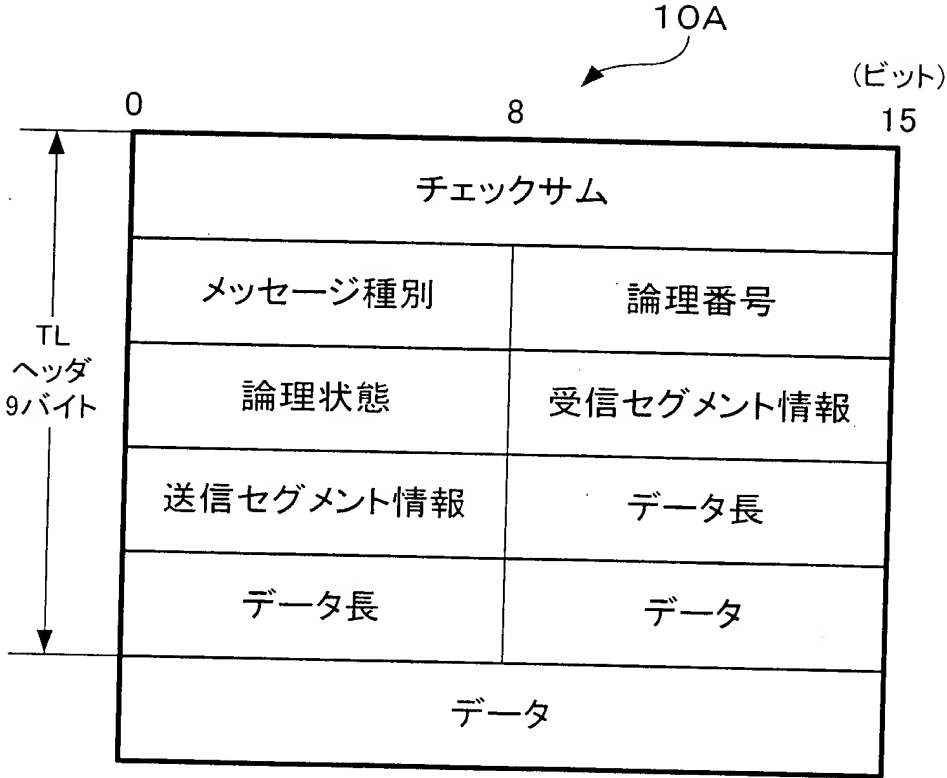 10A
(ビット)
0 8 15
チェックサム
メッセージ種別 論理番号
TL
ヘッダ
9バイト
論理状態 受信セグメント情報
送信セグメント情報 データ長
データ長 データ
データ